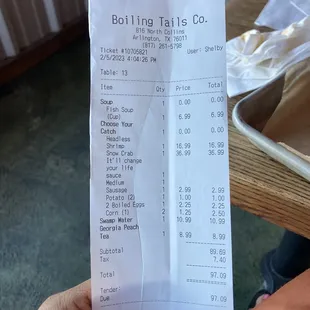 Boiling Tails Co.
816 North Collins
Arlington, TX 76011
(817) 261-5798
Ticket #10705821 User: Shelby
2/5/2023 4:04:26 PM
Table: 13
Item Qty Price Total
Soup 1 0.00 0.00
Fish Soup
(Cup) 1 6.99 6.99
Choose Your
Catch 1 0.00 0.00
Headless
Shrimp 1 16.99 16.99
Snow Crab 1 36.99 36.99
It'll change
your life
sauce 1
Medium 1
Sausage 1 2.99 2.99
Potato (2) 1 1.00 1.00
2 Boiled Eggs 1 2.25 2.25
Corn (1) 2 1.25 2.50
Swamp Water 1 10.99 10.99
Georgia Peach
Tea 1 8.99 8.99
Subtotal 89.69
Tax 7.40
Total 97.09
Tender:
Due 97.09